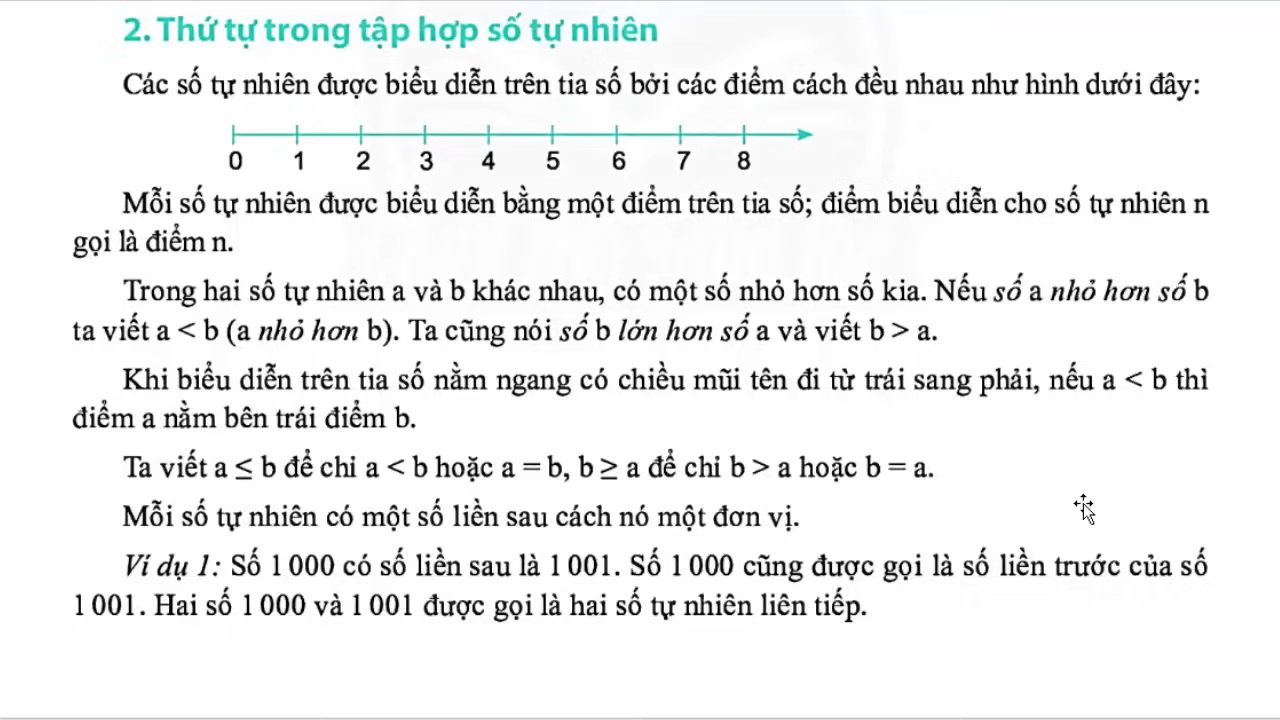 2. Thứ tự trong tập hợp số tự nhiên
Các số tự nhiên được biểu diễn trên tia số bởi các điểm cách đều nhau như hình dưới đây:
0 1 2 3 4 5 6 7 8
Mỗi số tự nhiên được biểu diễn bằng một điểm trên tia số; điểm biểu diễn cho số tự nhiên n
gọi là điểm n.
Trong hai số tự nhiên a và b khác nhau, có một số nhỏ hơn số kia. Nếu số a nhỏ hơn số b
ta viết a < b (a nhỏ hơn b). Ta cũng nói số b lớn hơn số a và viết b > a.
Khi biểu diễn trên tia số nằm ngang có chiều mũi tên đi từ trái sang phải, nếu a < b thì
điểm a nằm bên trái điểm b.
Ta viết a ≤ b để chỉ a < b hoặc a = b, b ≥ a để chỉ b > a hoặc b = a.
Mỗi số tự nhiên có một số liền sau cách nó một đơn vị.
Ví dụ 1: Số 1 000 có số liền sau là 1 001. Số 1 000 cũng được gọi là số liền trước của số
1 001. Hai số 1 000 và 1 001 được gọi là hai số tự nhiên liên tiếp.